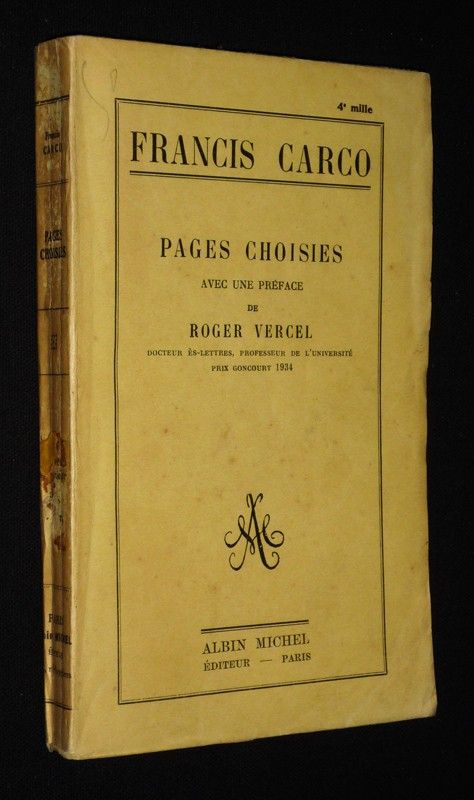 4e mille
FRANCIS CARCO
PAGES CHOISIES
AVEC UNE PRÉFACE
DE
ROGER VERCEL
DOCTEUR ÈS-LETTRES, PROFESSEUR DE L'UNIVERSITÉ
PRIX GONCOURT 1934
ALBIN MICHEL
ÉDITEUR — PARIS
Francis
CARCO
PAGES
CHOISIES